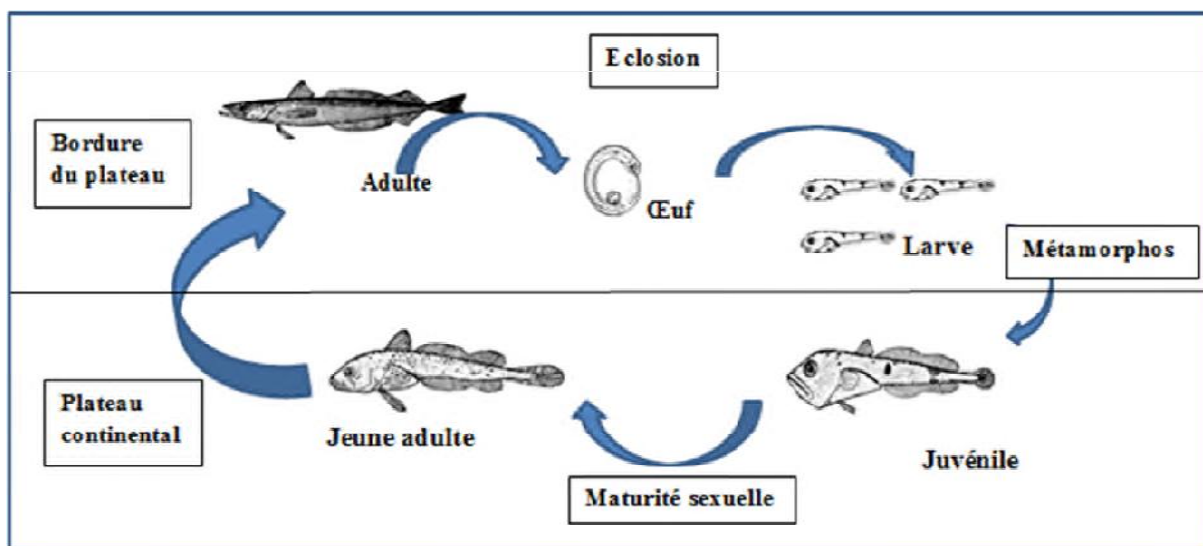 Eclosion
Bordure
du plateau
Adulte
Œuf
Larve
Métamorphos
Plateau
continental
Jeune adulte
Juvénile
Maturité sexuelle